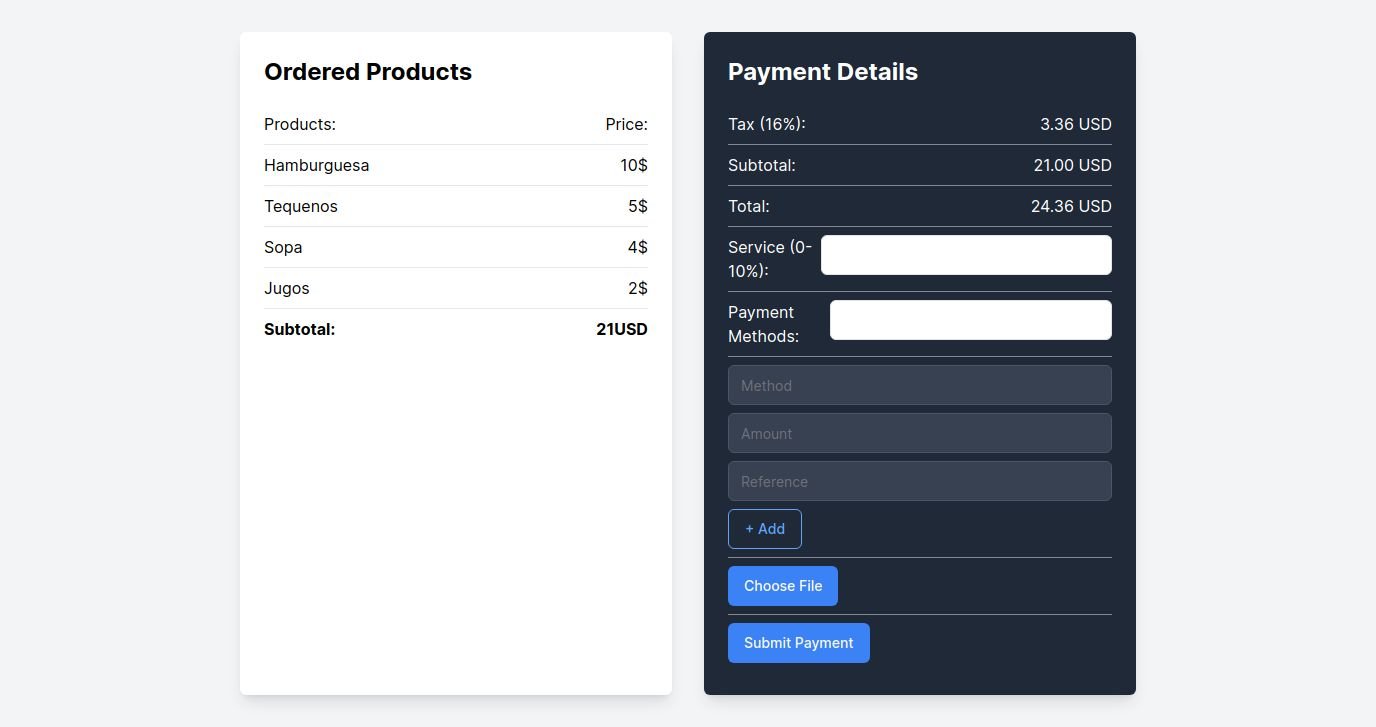 Ordered Products
Products: Price:
Hamburguesa 10$
Tequenos 5$
Sopa 4$
Jugos 2$
Subtotal: 21USD
Payment Details
Tax (16%): 3.36 USD
Subtotal: 21.00 USD
Total: 24.36 USD
Service (0-
10%):
Payment
Methods:
Method
Amount
Reference
+ Add
Choose File
Submit Payment